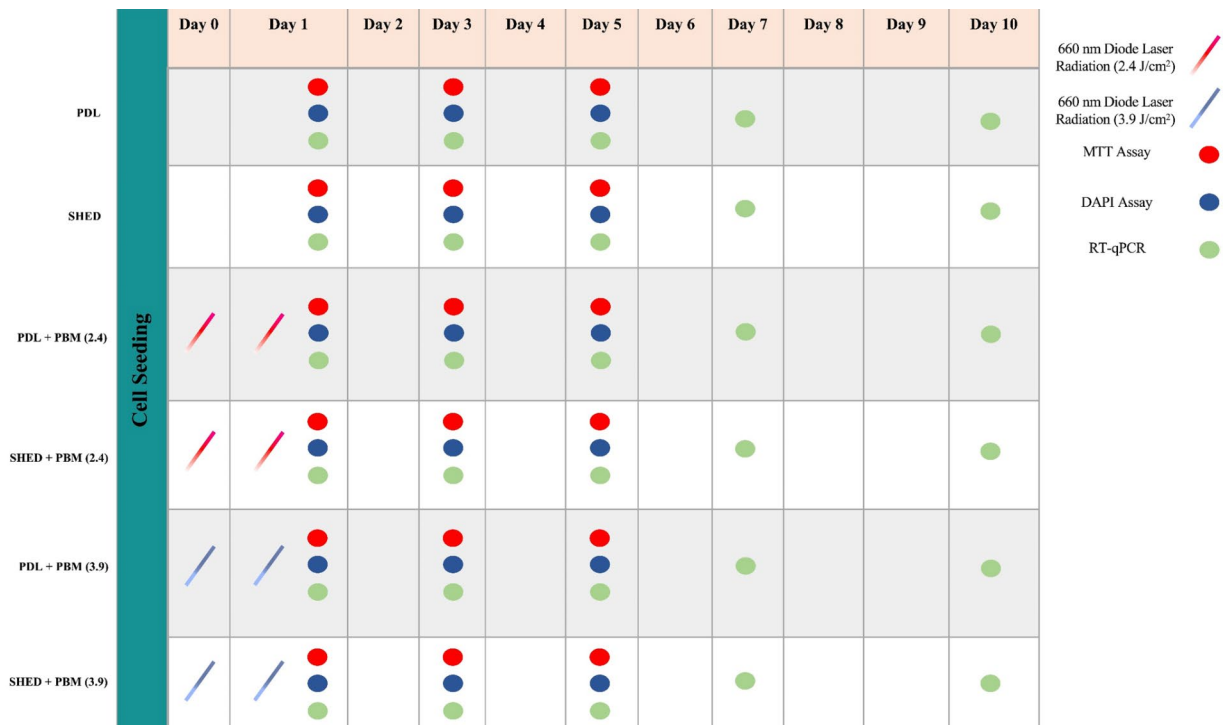 Day 0 Day 1 Day 2 Day 3 Day 4 Day 5 Day 6 Day 7 Day 8 Day 9 Day 10
Cell Seeding
PDL
SHED
PDL + PBM (2.4)
SHED + PBM (2.4)
PDL + PBM (3.9)
SHED + PBM (3.9)
660 nm Diode Laser
Radiation (2.4 J/cm²)
660 nm Diode Laser
Radiation (3.9 J/cm²)
MTT Assay
DAPI Assay
RT-qPCR